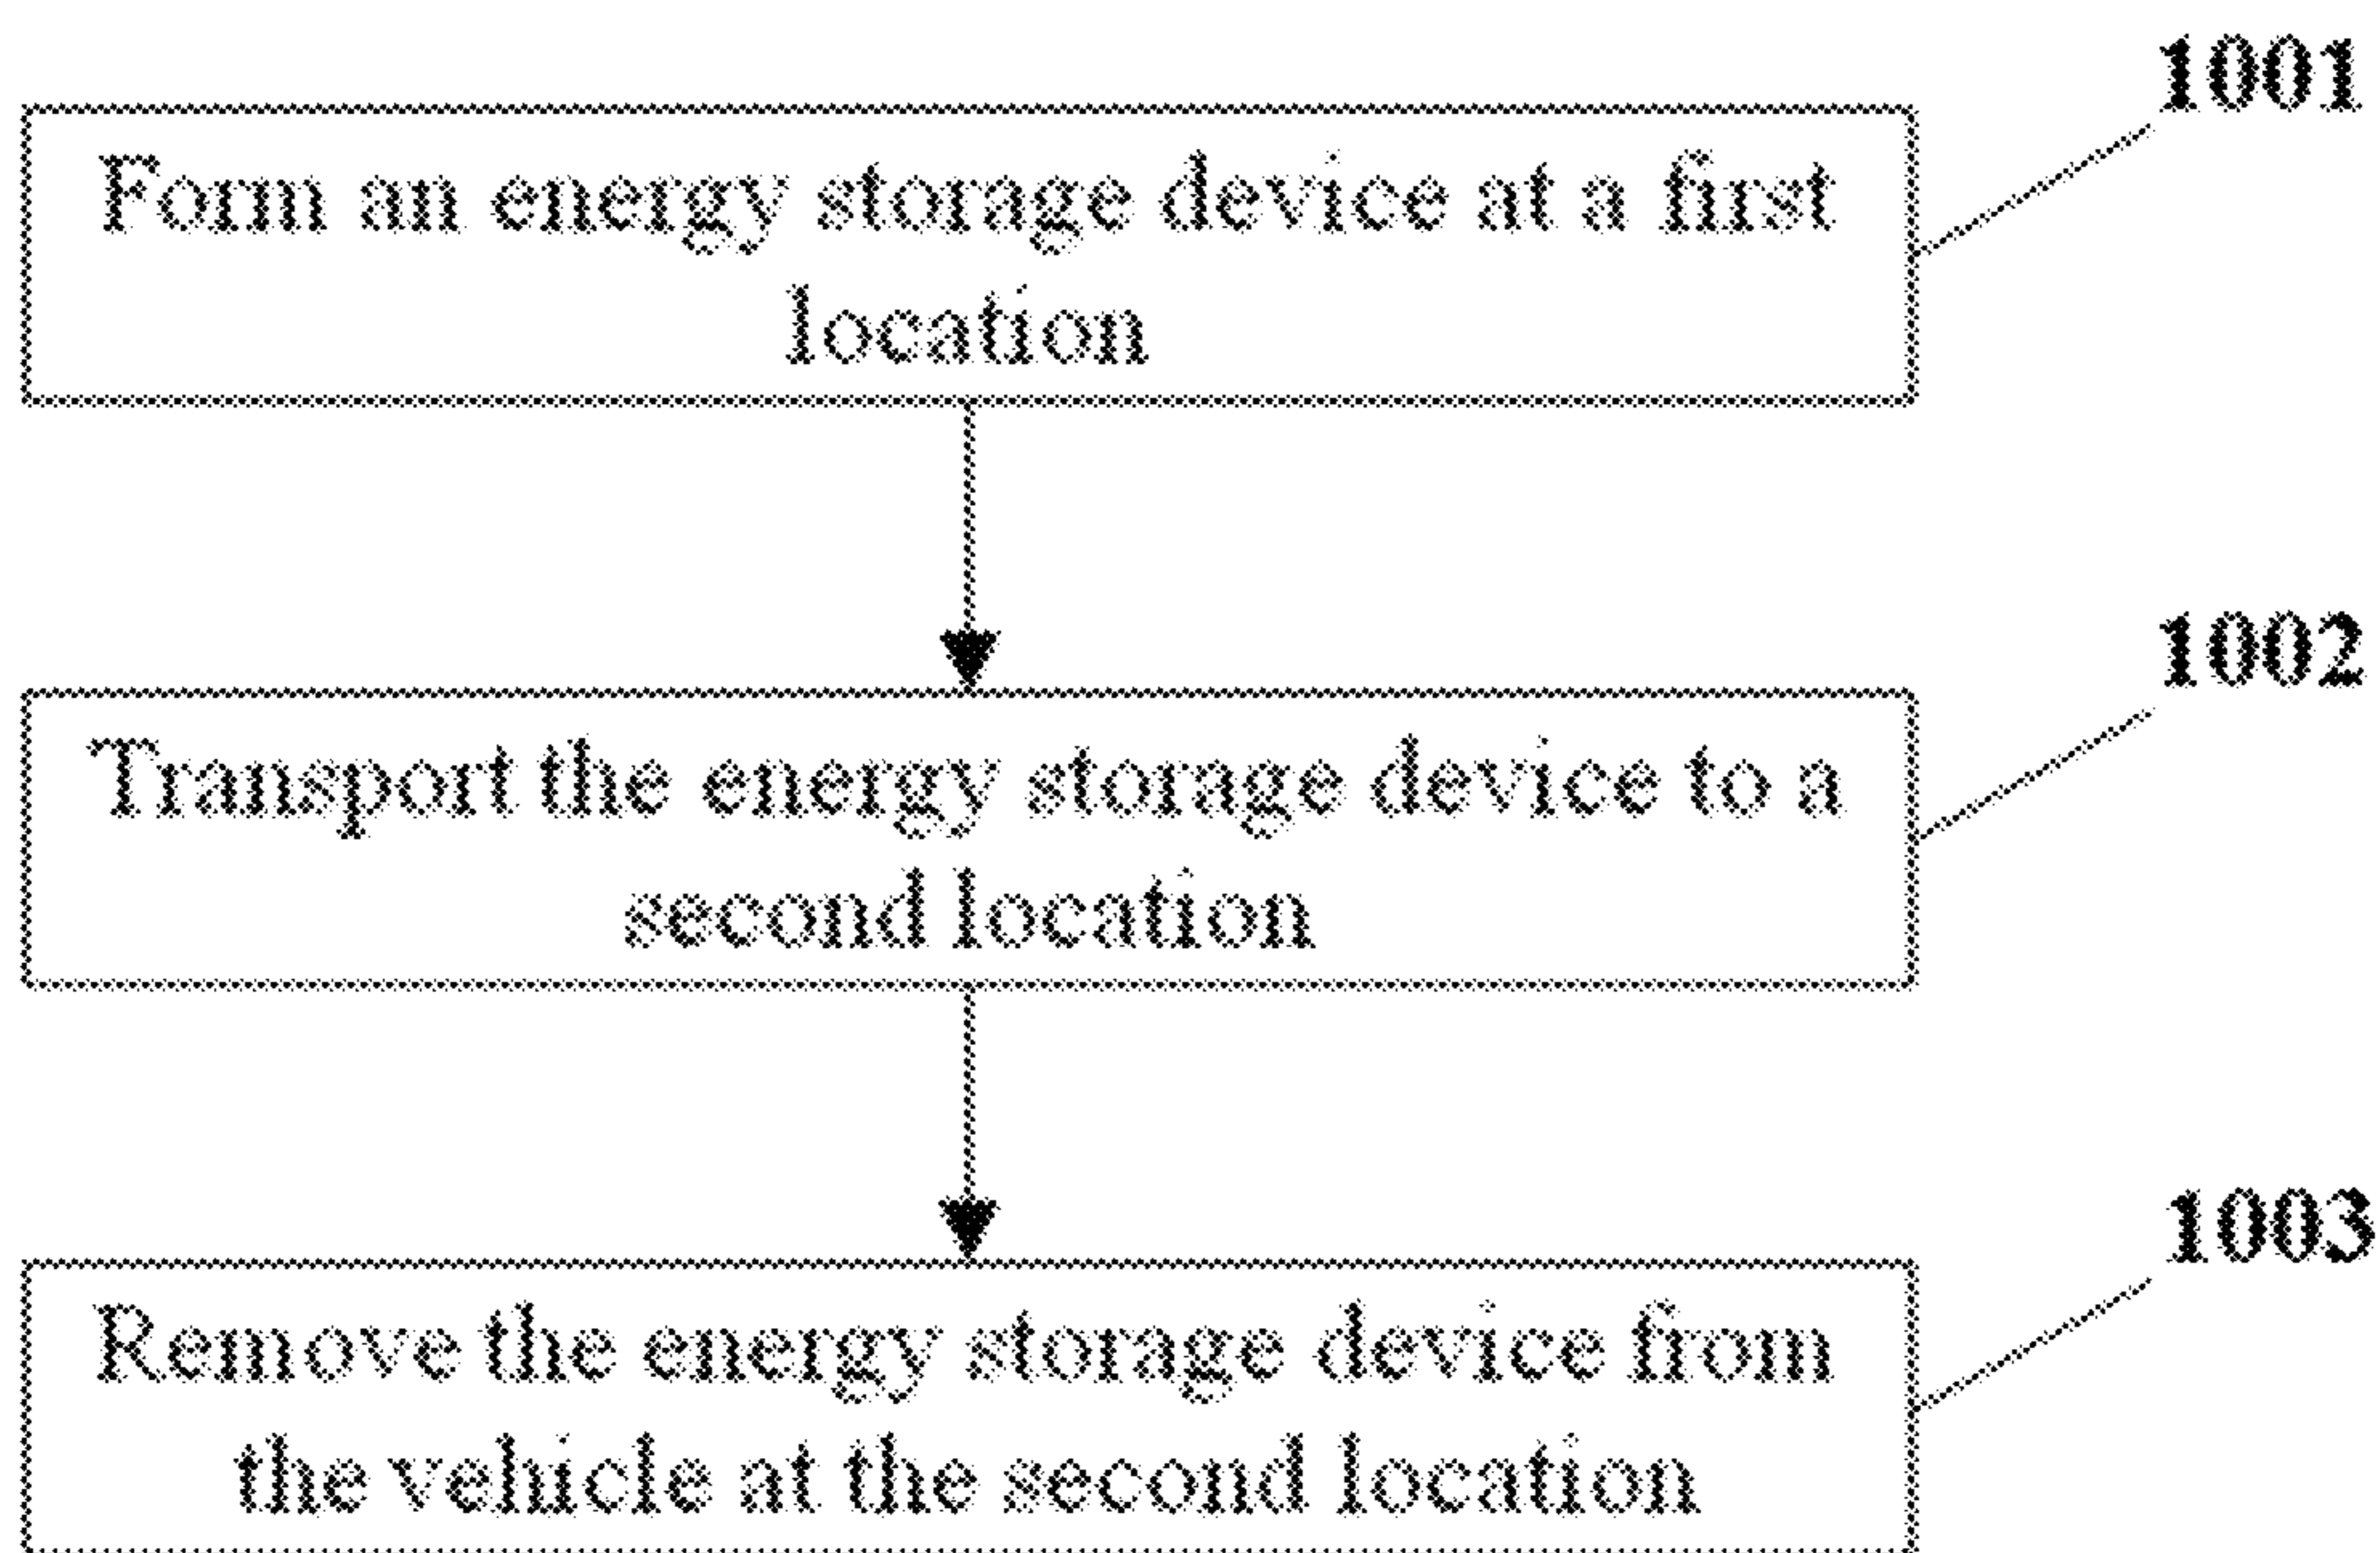 1001
Form an energy storage device at a first
location
1002
Transport the energy storage device to a
second location
1003
Remove the energy storage device from
the vehicle at the second location